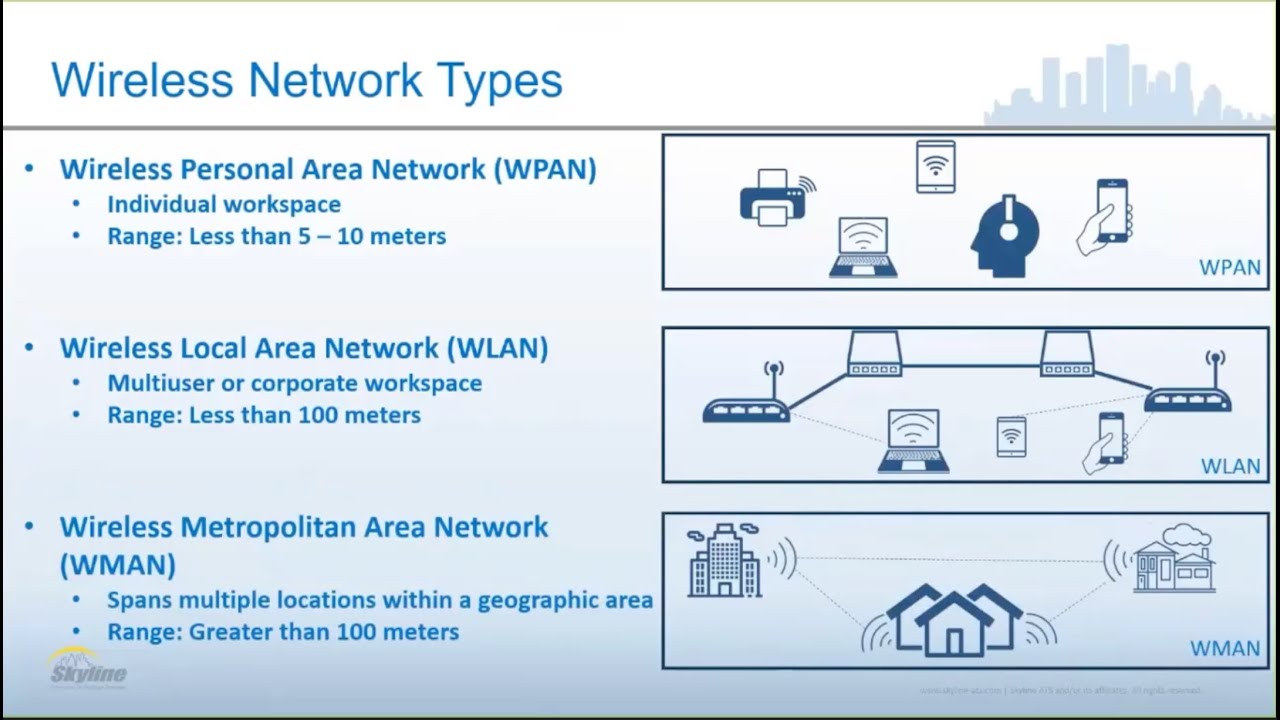 Wireless Network Types
• Wireless Personal Area Network (WPAN)
• Individual workspace
• Range: Less than 5 – 10 meters
WPAN
• Wireless Local Area Network (WLAN)
• Multiuser or corporate workspace
• Range: Less than 100 meters
WLAN
• Wireless Metropolitan Area Network
(WMAN)
• Spans multiple locations within a geographic area
• Range: Greater than 100 meters
WMAN
Skyline